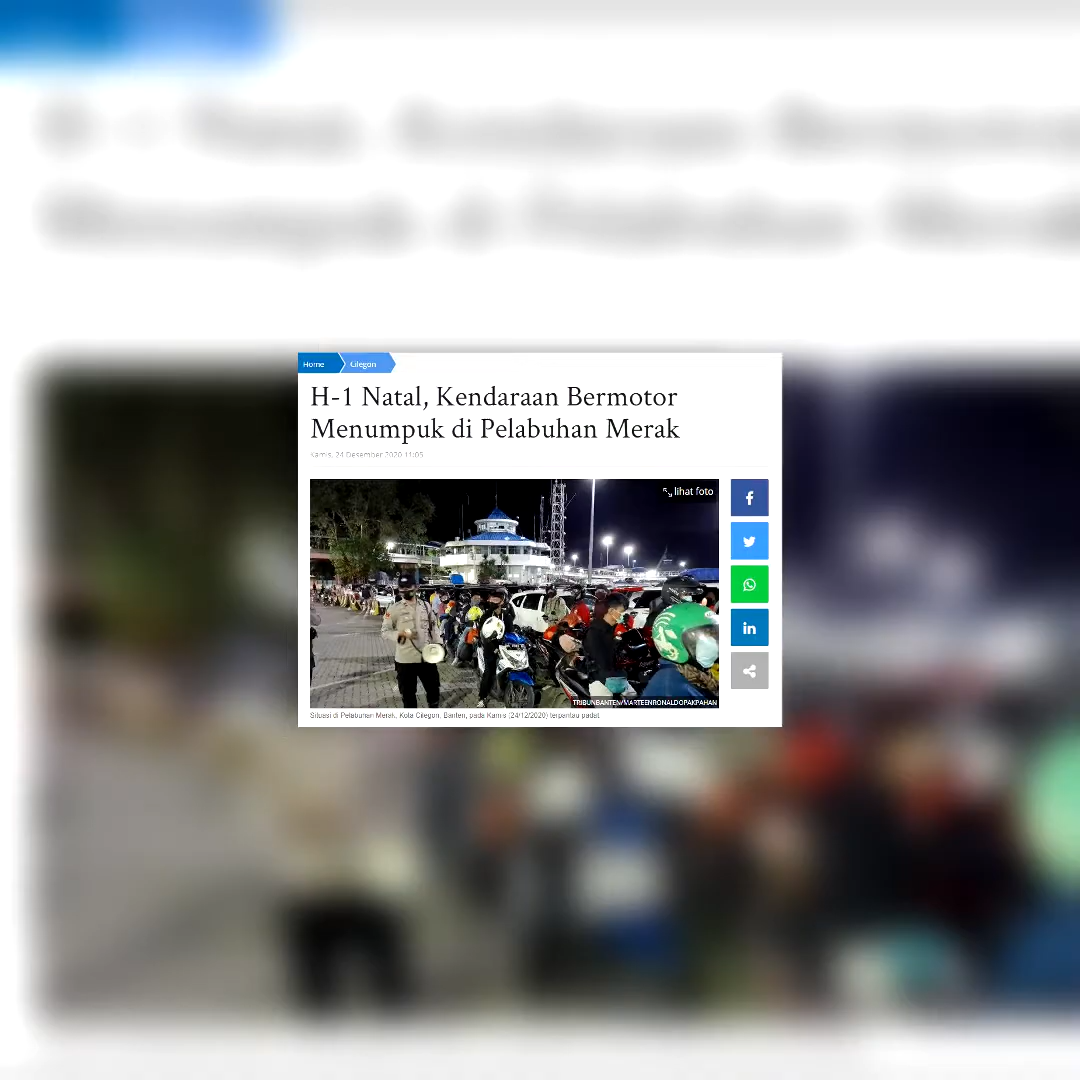 Home Cilegon
H-1 Natal, Kendaraan Bermotor
Menumpuk di Pelabuhan Merak
Kamis, 24 Desember 2020 11:05
lihat foto
TRIBUNBANTEN/MARTEENRONALDOPAKPAHAN
Situasi di Pelabuhan Merak, Kota Cilegon, Banten, pada Kamis (24/12/2020) terpantau padat